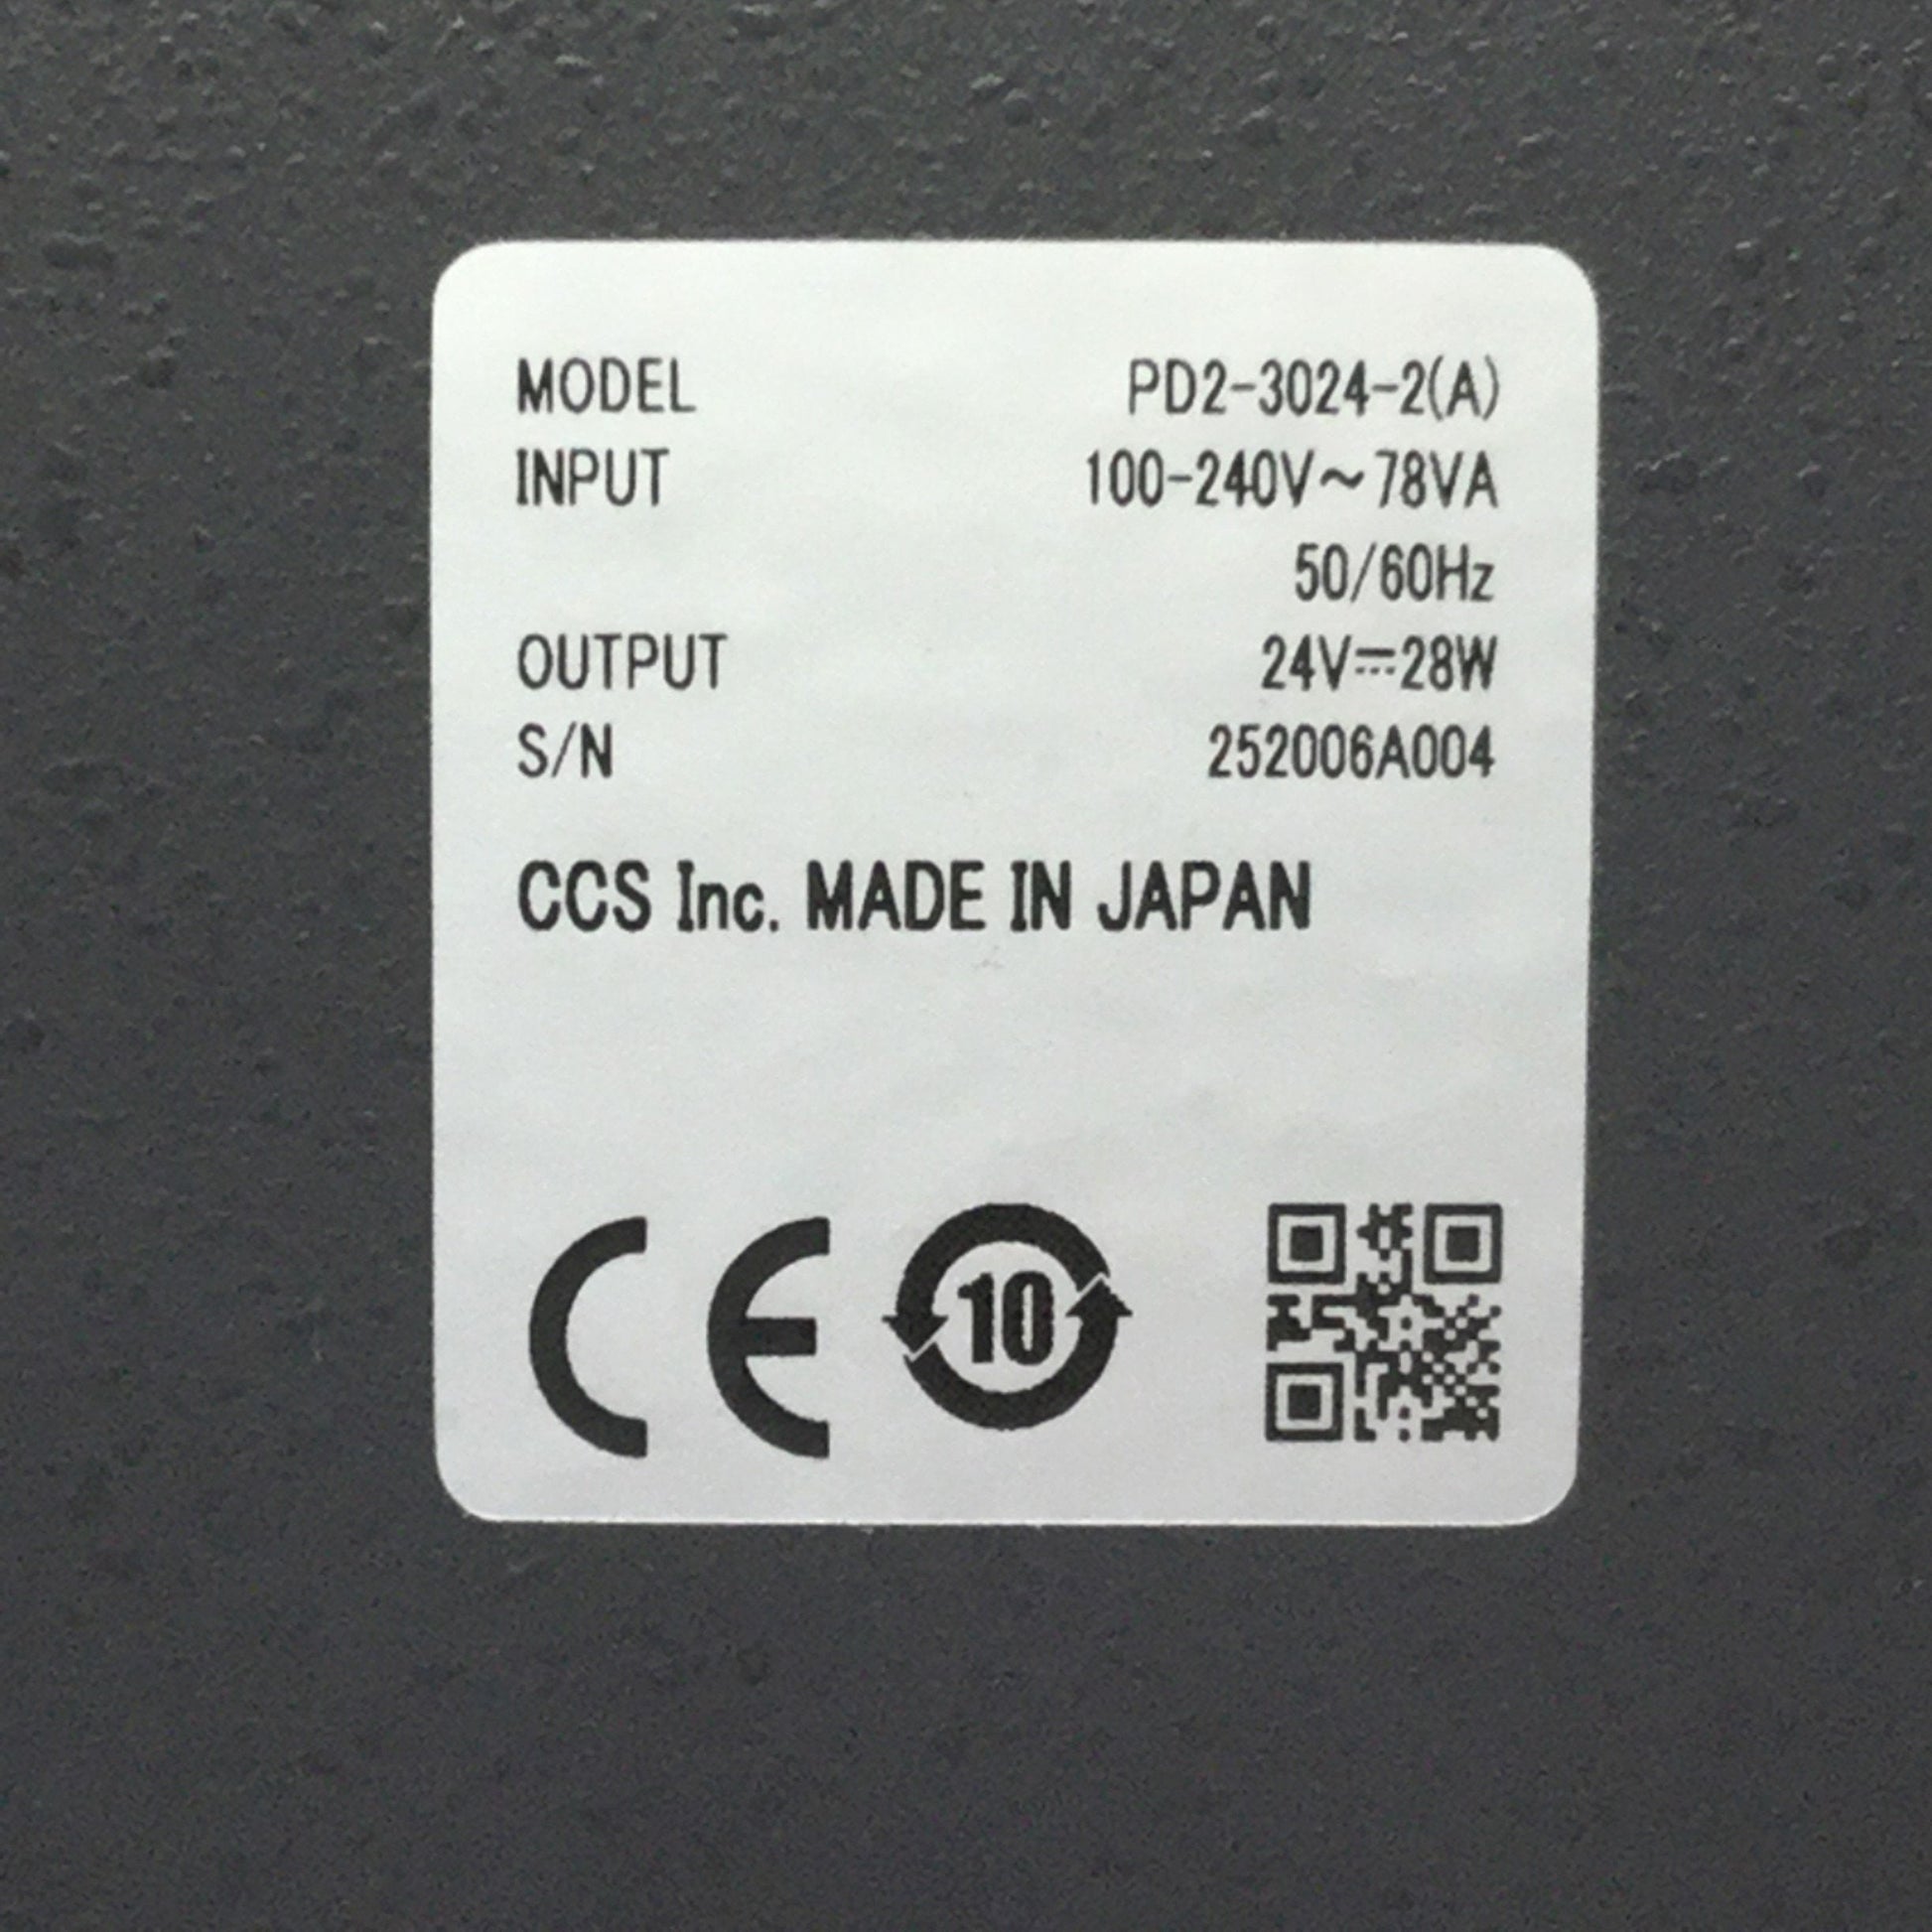 MODEL PD2-3024-2(A)
INPUT 100-240V~78VA
50/60Hz
OUTPUT 24V⎓28W
S/N 252006A004
CCS Inc. MADE IN JAPAN
CE 10